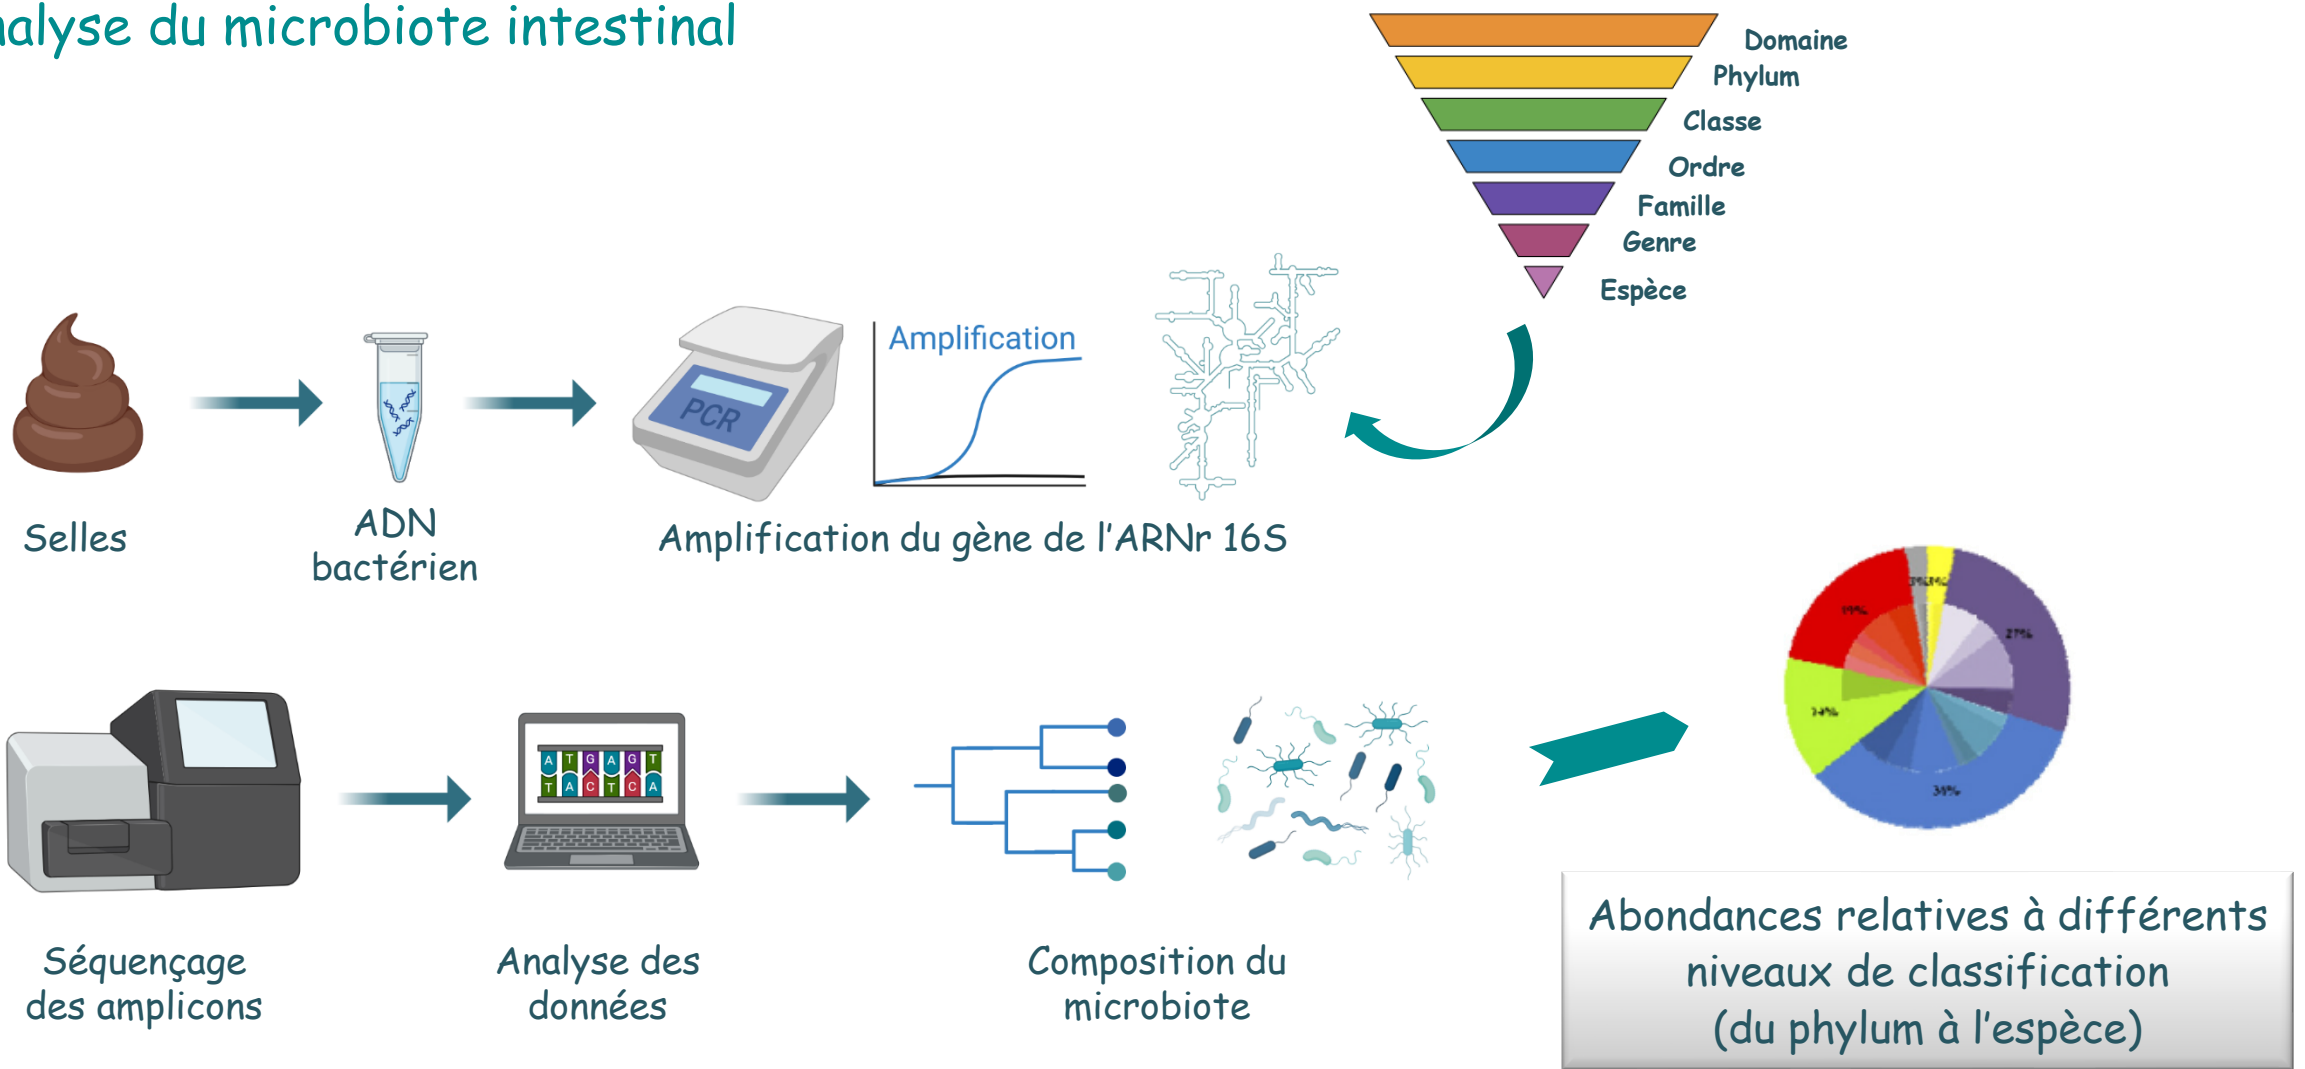 alyse du microbiote intestinal
Domaine
Phylum
Classe
Ordre
Famille
Genre
Espèce
PCR
Amplification
Selles
ADN
bactérien
Amplification du gène de l'ARNr 16S
A T G A G T
T A C T C A
19%
27%
38%
Séquençage
des amplicons
Analyse des
données
Composition du
microbiote
Abondances relatives à différents
niveaux de classification
(du phylum à l'espèce)